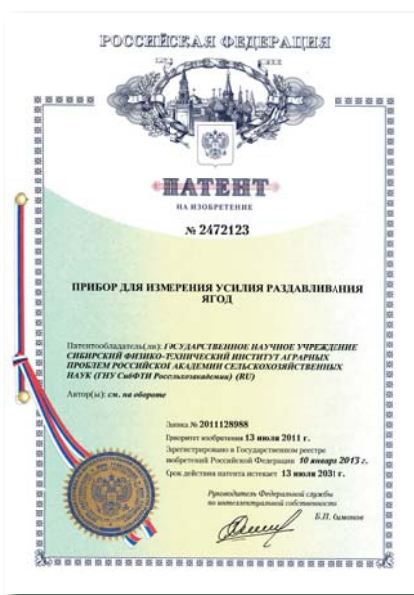 РОССИЙСКАЯ ФЕДЕРАЦИЯ
ПАТЕНТ
НА ИЗОБРЕТЕНИЕ
№ 2472123
ПРИБОР ДЛЯ ИЗМЕРЕНИЯ УСИЛИЯ РАЗДАВЛИВАНИЯ
ЯГОД
Патентообладатель(ли): ГОСУДАРСТВЕННОЕ НАУЧНОЕ УЧРЕЖДЕНИЕ
СИБИРСКИЙ ФИЗИКО-ТЕХНИЧЕСКИЙ ИНСТИТУТ АГРАРНЫХ
ПРОБЛЕМ РОССИЙСКОЙ АКАДЕМИИ СЕЛЬСКОХОЗЯЙСТВЕННЫХ
НАУК (ГНУ СибФТИ Россельхозакадемии) (RU)
Автор(ы): см. на обороте
Заявка № 2011128988
Приоритет изобретения 13 июля 2011 г.
Зарегистрировано в Государственном реестре
изобретений Российской Федерации 10 января 2013 г.
Срок действия патента истекает 13 июля 2031 г.
Руководитель Федеральной службы
по интеллектуальной собственности
Б.П. Симонов